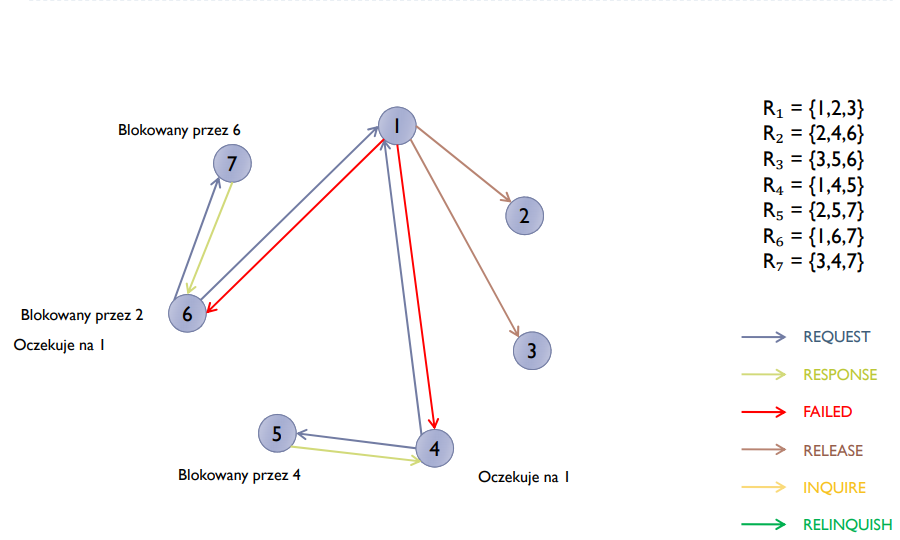 Blokowany przez 6
7
1
2
Blokowany przez 2
6
Oczekuje na 1
3
5
4
Blokowany przez 4
Oczekuje na 1
R₁ = {1,2,3}
R₂ = {2,4,6}
R₃ = {3,5,6}
R₄ = {1,4,5}
R₅ = {2,5,7}
R₆ = {1,6,7}
R₇ = {3,4,7}
REQUEST
RESPONSE
FAILED
RELEASE
INQUIRE
RELINQUISH